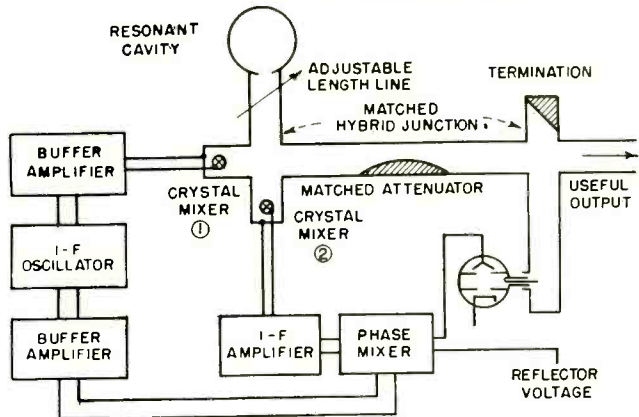 RESONANT
CAVITY
ADJUSTABLE
LENGTH LINE
TERMINATION
MATCHED
HYBRID JUNCTION
BUFFER
AMPLIFIER
CRYSTAL
MIXER
①
MATCHED ATTENUATOR
USEFUL
OUTPUT
CRYSTAL
MIXER
②
I-F
OSCILLATOR
BUFFER
AMPLIFIER
I-F
AMPLIFIER
PHASE
MIXER
REFLECTOR
VOLTAGE